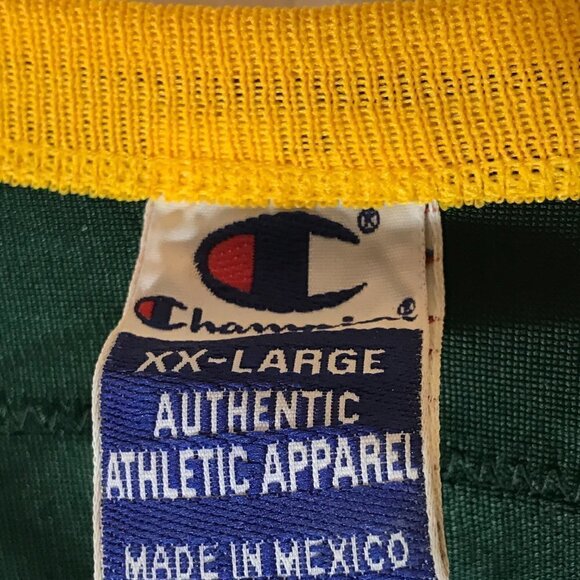 ®
Champion®
XX-LARGE
AUTHENTIC
ATHLETIC APPAREL
MADE IN MEXICO